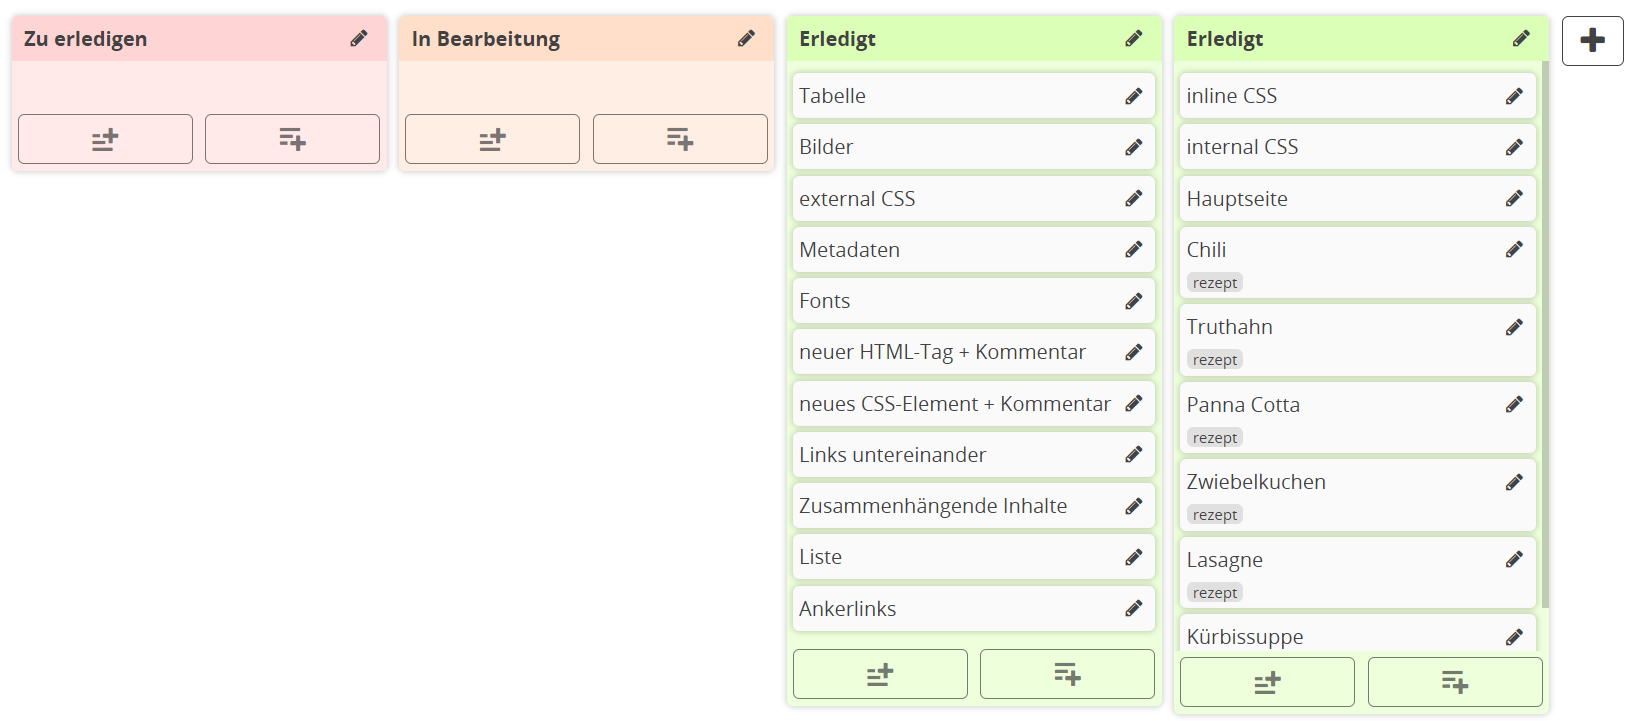 Zu erledigen
In Bearbeitung
Erledigt
Tabelle
Bilder
external CSS
Metadaten
Fonts
neuer HTML-Tag + Kommentar
neues CSS-Element + Kommentar
Links untereinander
Zusammenhängende Inhalte
Liste
Ankerlinks
Erledigt
inline CSS
internal CSS
Hauptseite
Chili
rezept
Truthahn
rezept
Panna Cotta
rezept
Zwiebelkuchen
rezept
Lasagne
rezept
Kürbissuppe